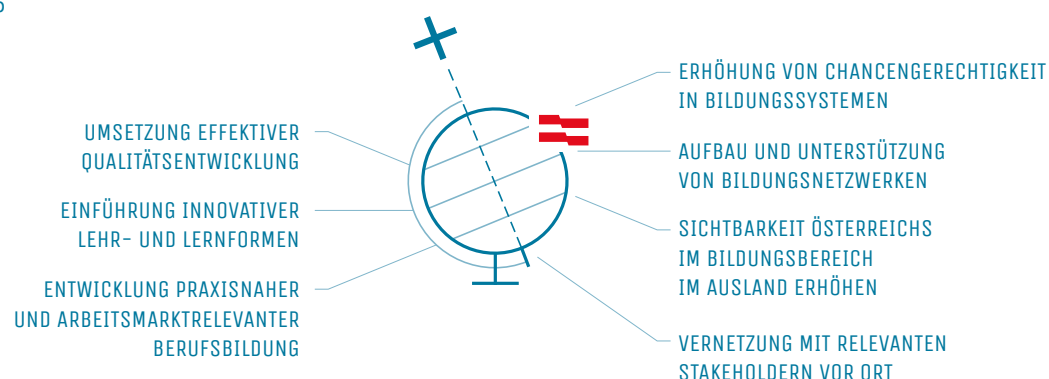 UMSETZUNG EFFEKTIVER
QUALITÄTSENTWICKLUNG
EINFÜHRUNG INNOVATIVER
LEHR- UND LERNFORMEN
ENTWICKLUNG PRAXISNAHER
UND ARBEITSMARKTRELEVANTER
BERUFSBILDUNG
ERHÖHUNG VON CHANCENGERECHTIGKEIT
IN BILDUNGSSYSTEMEN
AUFBAU UND UNTERSTÜTZUNG
VON BILDUNGSNETZWERKEN
SICHTBARKEIT ÖSTERREICHS
IM BILDUNGSBEREICH
IM AUSLAND ERHÖHEN
VERNETZUNG MIT RELEVANTEN
STAKEHOLDERN VOR ORT